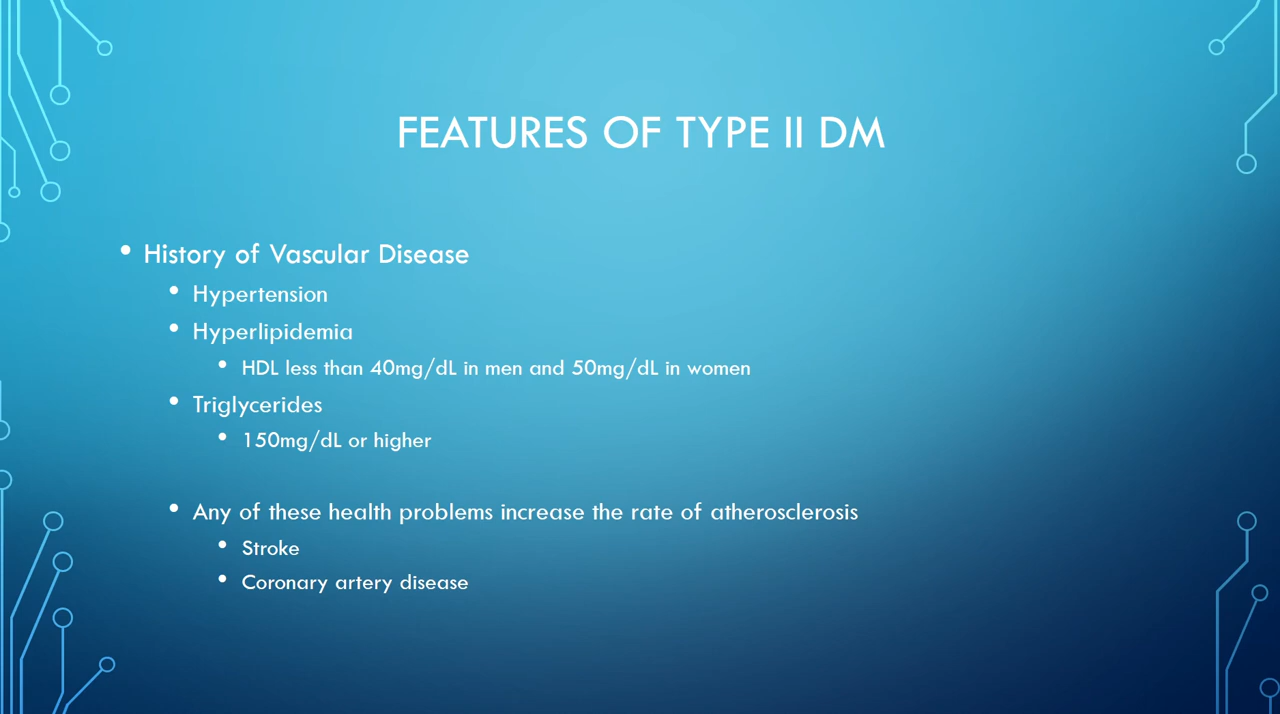 FEATURES OF TYPE II DM
• History of Vascular Disease
• Hypertension
• Hyperlipidemia
• HDL less than 40mg/dL in men and 50mg/dL in women
• Triglycerides
• 150mg/dL or higher
• Any of these health problems increase the rate of atherosclerosis
• Stroke
• Coronary artery disease